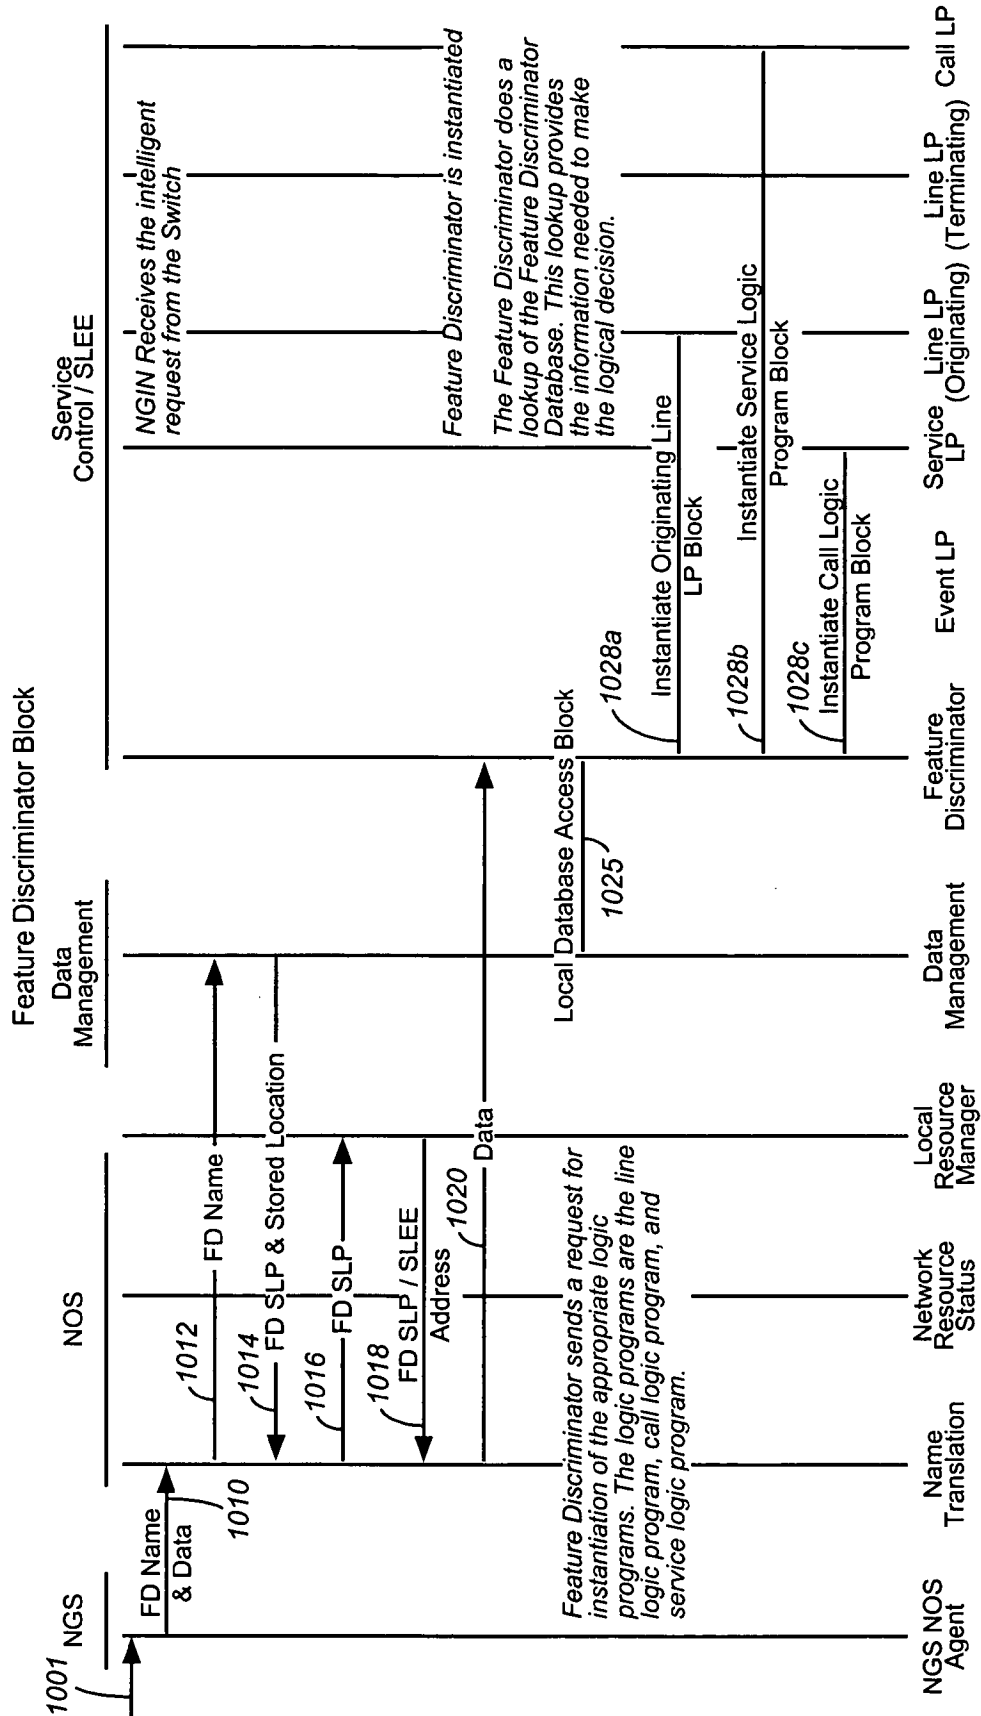 Feature Discriminator Block
NGS
NOS
Data
Management
Service
Control / SLEE
1001
FD Name
& Data
1010
NGIN Receives the intelligent
request from the Switch
1012
FD Name
1014
FD SLP & Stored Location
1016
FD SLP
1018
FD SLP / SLEE
Address
Feature Discriminator is instantiated
1020
Data
The Feature Discriminator does a
lookup of the Feature Discriminator
Database. This lookup provides
the information needed to make
the logical decision.
Local Database Access Block
1025
Feature Discriminator sends a request for
instantiation of the appropriate logic
programs. The logic programs are the line
logic program, call logic program, and
service logic program.
1028a
Instantiate Originating Line
LP Block
1028b
Instantiate Service Logic
Program Block
1028c
Instantiate Call Logic
Program Block
NGS NOS
Agent
Name
Translation
Network
Resource
Status
Local
Resource
Manager
Data
Management
Feature
Discriminator
Event LP
Service
LP
Line LP
(Originating)
Line LP
(Terminating)
Call LP